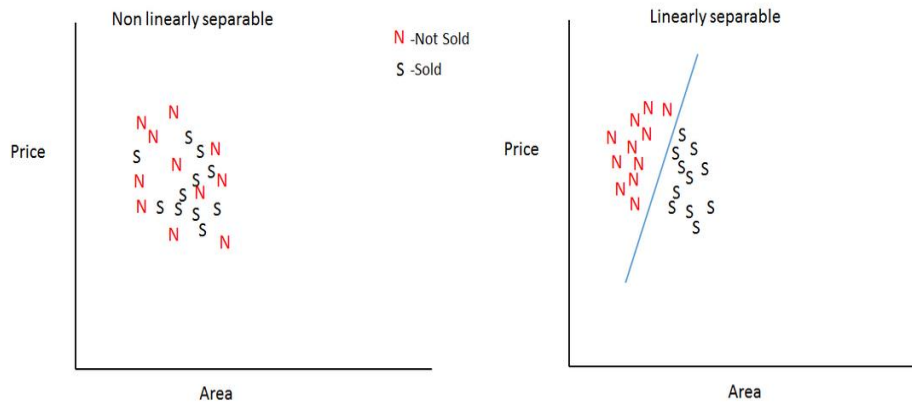 Non linearly separable
N -Not Sold
S -Sold
Price
N
N
N S
S N
S
N
S
N S N
S N
N S S S S
N S
N
Area
Linearly separable
Price
N N
N
N N S
N S S
N N S S
N S
N S
N S S S
S
Area